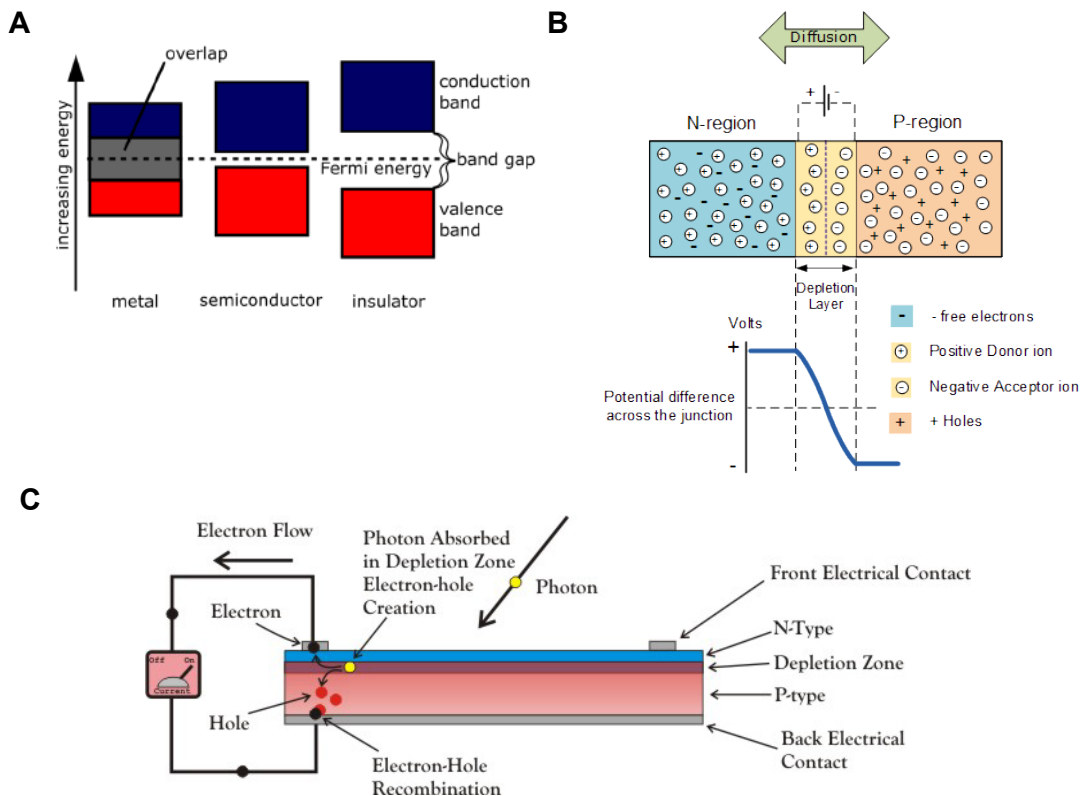 A
increasing energy
overlap
conduction
band
band gap
Fermi energy
valence
band
metal
semiconductor
insulator
B
Diffusion
+ -
N-region
P-region
Depletion
Layer
Volts
+
Potential difference
across the junction
-
- - free electrons
+ Positive Donor ion
- Negative Acceptor ion
+ + Holes
C
Electron Flow
Photon Absorbed
in Depletion Zone
Electron-hole
Creation
Photon
Electron
Front Electrical Contact
N-Type
Depletion Zone
P-type
Back Electrical
Contact
Off On
Current
Hole
Electron-Hole
Recombination